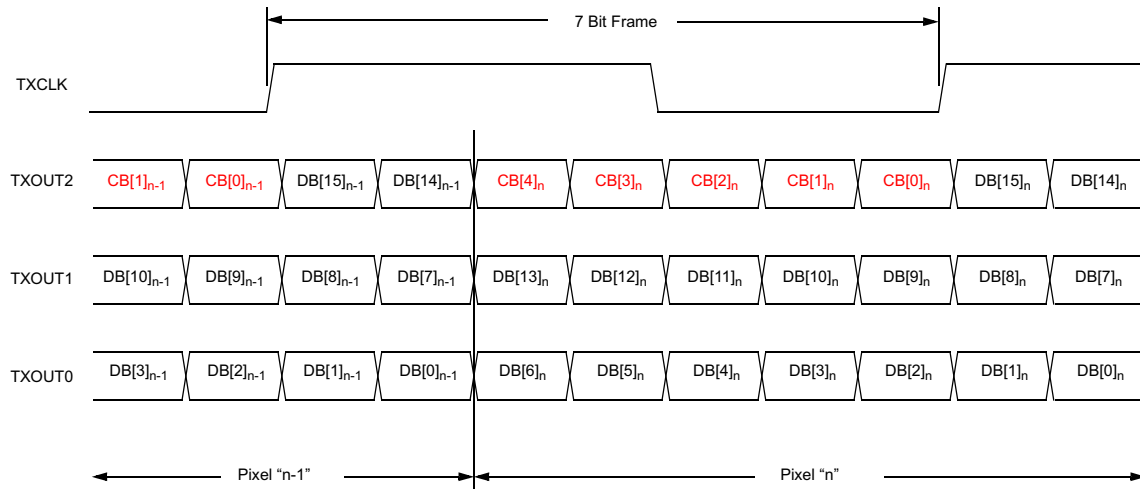 7 Bit Frame
TXCLK
TXOUT2 CB[1]n-1 CB[0]n-1 DB[15]n-1 DB[14]n-1 CB[4]n CB[3]n CB[2]n CB[1]n CB[0]n DB[15]n DB[14]n
TXOUT1 DB[10]n-1 DB[9]n-1 DB[8]n-1 DB[7]n-1 DB[13]n DB[12]n DB[11]n DB[10]n DB[9]n DB[8]n DB[7]n
TXOUT0 DB[3]n-1 DB[2]n-1 DB[1]n-1 DB[0]n-1 DB[6]n DB[5]n DB[4]n DB[3]n DB[2]n DB[1]n DB[0]n
Pixel “n-1” Pixel “n”